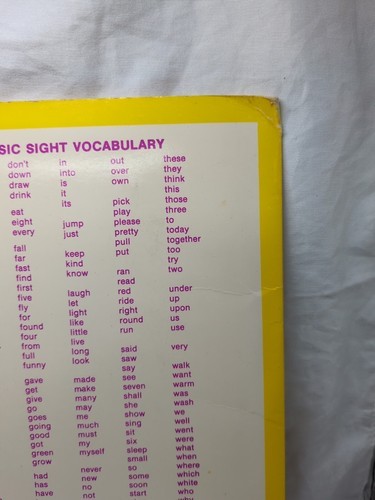 SIC SIGHT VOCABULARY
don't
down
draw
drink
eat
eight
every
fall
far
fast
find
first
five
fly
for
found
four
from
full
funny
gave
get
give
go
goes
going
good
got
green
grow
had
has
have
in
into
is
it
its
jump
just
keep
kind
know
laugh
let
light
like
little
live
long
look
made
make
many
may
me
much
must
my
myself
never
new
no
not
out
over
own
pick
play
please
pretty
pull
put
ran
read
red
ride
right
round
run
said
saw
say
see
seven
shall
she
show
sing
sit
six
sleep
small
so
some
soon
start
these
they
think
this
those
three
to
today
together
too
try
two
under
up
upon
us
use
very
walk
want
warm
was
wash
we
well
went
were
what
when
where
which
white
who